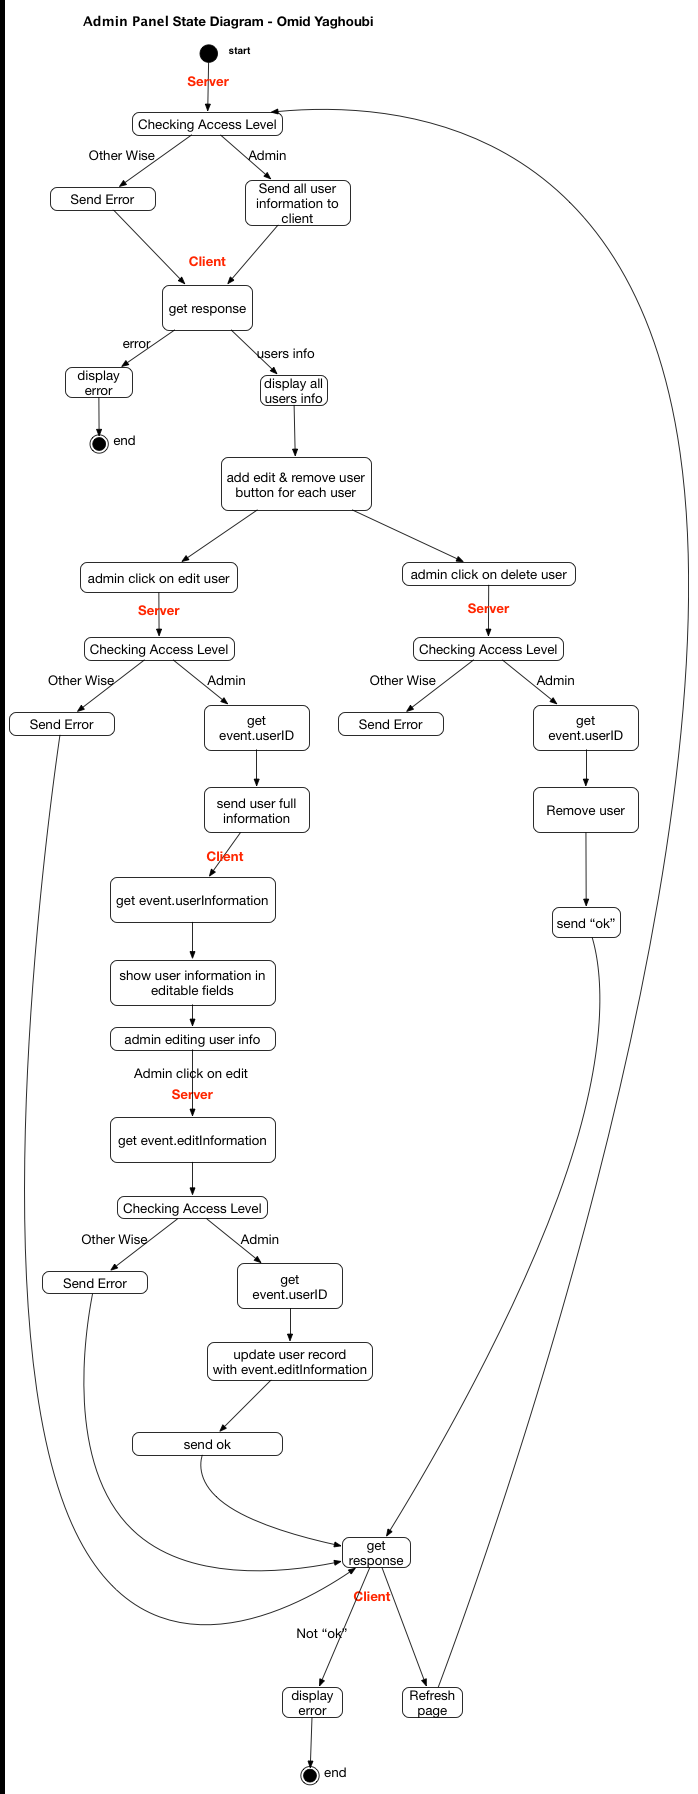 Admin Panel State Diagram - Omid Yaghoubi
start
Server
Checking Access Level
Other Wise
Admin
Send Error
Send all user
information to
client
Client
get response
error
users info
display
error
display all
users info
end
add edit & remove user
button for each user
admin click on edit user
admin click on delete user
Server
Server
Checking Access Level
Checking Access Level
Other Wise
Admin
Other Wise
Admin
Send Error
get
event.userID
Send Error
get
event.userID
send user full
information
Remove user
Client
get event.userInformation
send “ok”
show user information in
editable fields
admin editing user info
Admin click on edit
Server
get event.editInformation
Checking Access Level
Other Wise
Admin
Send Error
get
event.userID
update user record
with event.editInformation
send ok
get
response
Client
Not “ok”
display
error
Refresh
page
end